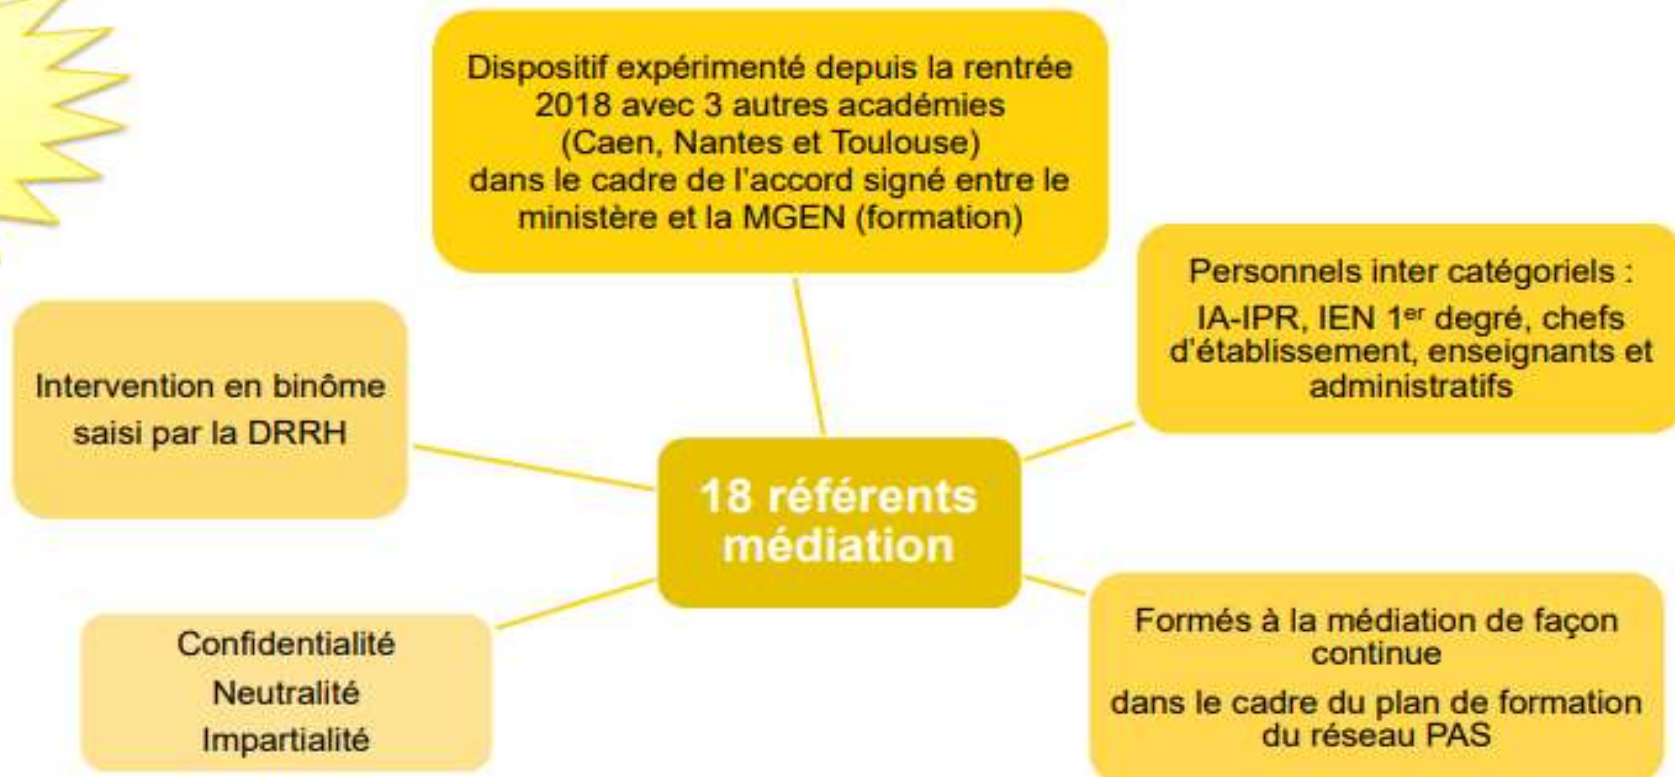 Dispositif expérimenté depuis la rentrée
2018 avec 3 autres académies
(Caen, Nantes et Toulouse)
dans le cadre de l'accord signé entre le
ministère et la MGEN (formation)
Personnels inter catégoriels :
IA-IPR, IEN 1er degré, chefs
d'établissement, enseignants et
administratifs
Intervention en binôme
saisi par la DRRH
18 référents
médiation
Formés à la médiation de façon
continue
dans le cadre du plan de formation
du réseau PAS
Confidentialité
Neutralité
Impartialité